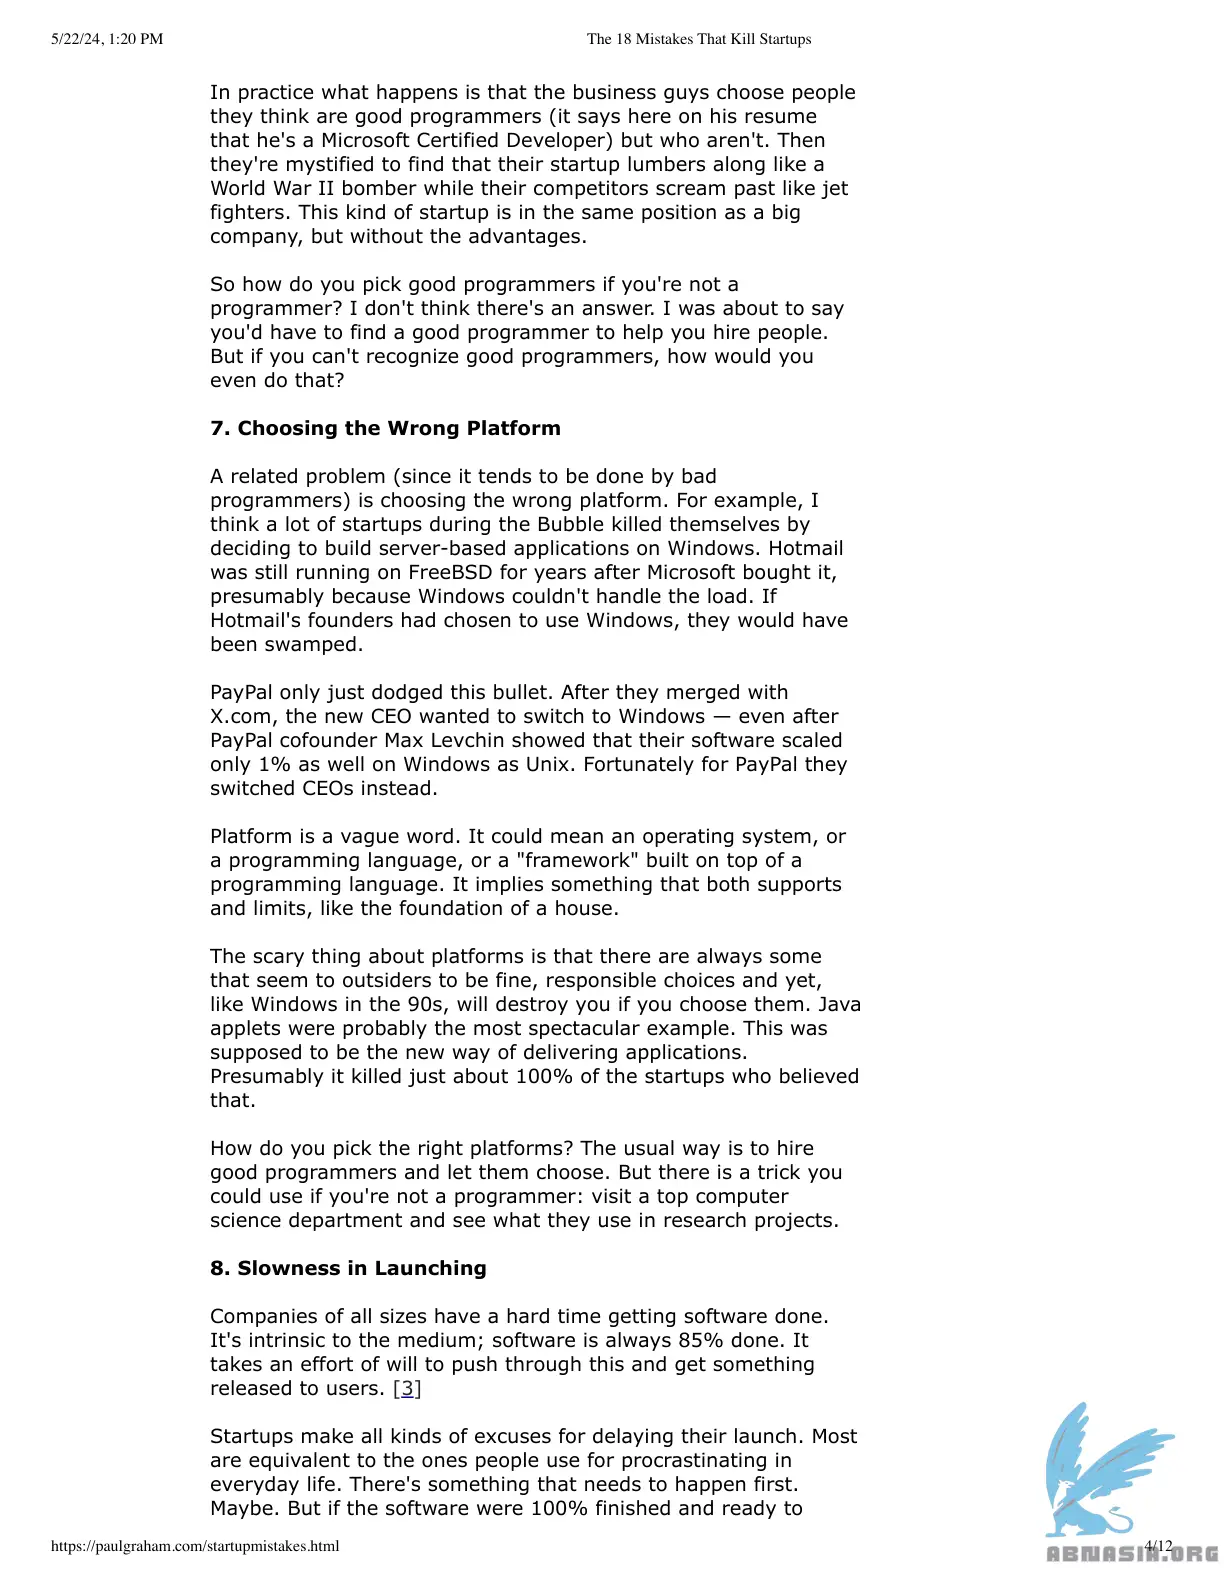 5/22/24, 1:20 PM
The 18 Mistakes That Kill Startups
In practice what happens is that the business guys choose people
they think are good programmers (it says here on his resume
that he's a Microsoft Certified Developer) but who aren't. Then
they're mystified to find that their startup lumbers along like a
World War II bomber while their competitors scream past like jet
fighters. This kind of startup is in the same position as a big
company, but without the advantages.
So how do you pick good programmers if you're not a
programmer? I don't think there's an answer. I was about to say
you'd have to find a good programmer to help you hire people.
But if you can't recognize good programmers, how would you
even do that?
7. Choosing the Wrong Platform
A related problem (since it tends to be done by bad
programmers) is choosing the wrong platform. For example, I
think a lot of startups during the Bubble killed themselves by
deciding to build server-based applications on Windows. Hotmail
was still running on FreeBSD for years after Microsoft bought it,
presumably because Windows couldn't handle the load. If
Hotmail's founders had chosen to use Windows, they would have
been swamped.
PayPal only just dodged this bullet. After they merged with
X.com, the new CEO wanted to switch to Windows — even after
PayPal cofounder Max Levchin showed that their software scaled
only 1% as well on Windows as Unix. Fortunately for PayPal they
switched CEOs instead.
Platform is a vague word. It could mean an operating system, or
a programming language, or a "framework" built on top of a
programming language. It implies something that both supports
and limits, like the foundation of a house.
The scary thing about platforms is that there are always some
that seem to outsiders to be fine, responsible choices and yet,
like Windows in the 90s, will destroy you if you choose them. Java
applets were probably the most spectacular example. This was
supposed to be the new way of delivering applications.
Presumably it killed just about 100% of the startups who believed
that.
How do you pick the right platforms? The usual way is to hire
good programmers and let them choose. But there is a trick you
could use if you're not a programmer: visit a top computer
science department and see what they use in research projects.
8. Slowness in Launching
Companies of all sizes have a hard time getting software done.
It's intrinsic to the medium; software is always 85% done. It
takes an effort of will to push through this and get something
released to users. [3]
Startups make all kinds of excuses for delaying their launch. Most
are equivalent to the ones people use for procrastinating in
everyday life. There's something that needs to happen first.
Maybe. But if the software were 100% finished and ready to
https://paulgraham.com/startupmistakes.html
4/12
ABNASIA.ORG